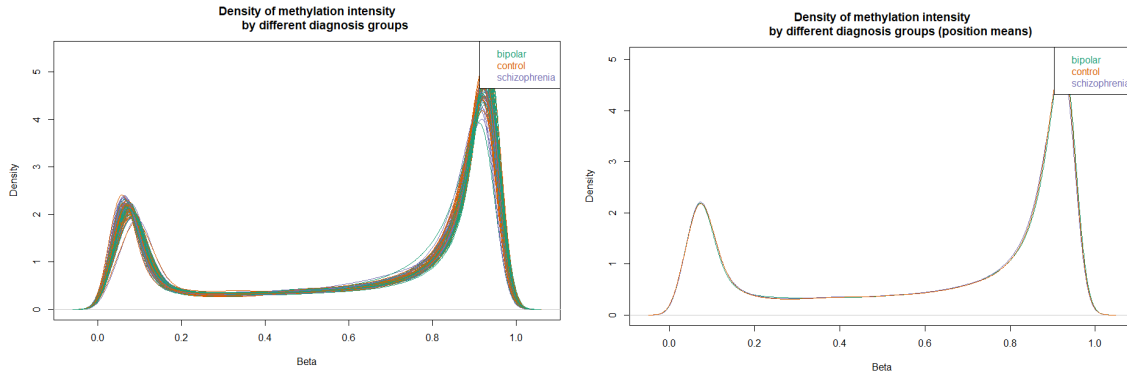 Density of methylation intensity
by different diagnosis groups
bipolar
control
schizophrenia
Density
0
1
2
3
4
5
0.0 0.2 0.4 0.6 0.8 1.0
Beta
Density of methylation intensity
by different diagnosis groups (position means)
bipolar
control
schizophrenia
Density
0
1
2
3
4
5
0.0 0.2 0.4 0.6 0.8 1.0
Beta